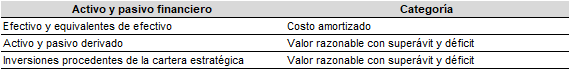 Activo y pasivo financiero Categoría
Efectivo y equivalentes de efectivo Costo amortizado
Activo y pasivo derivado Valor razonable con superávit y déficit
Inversiones procedentes de la cartera estratégica Valor razonable con superávit y déficit